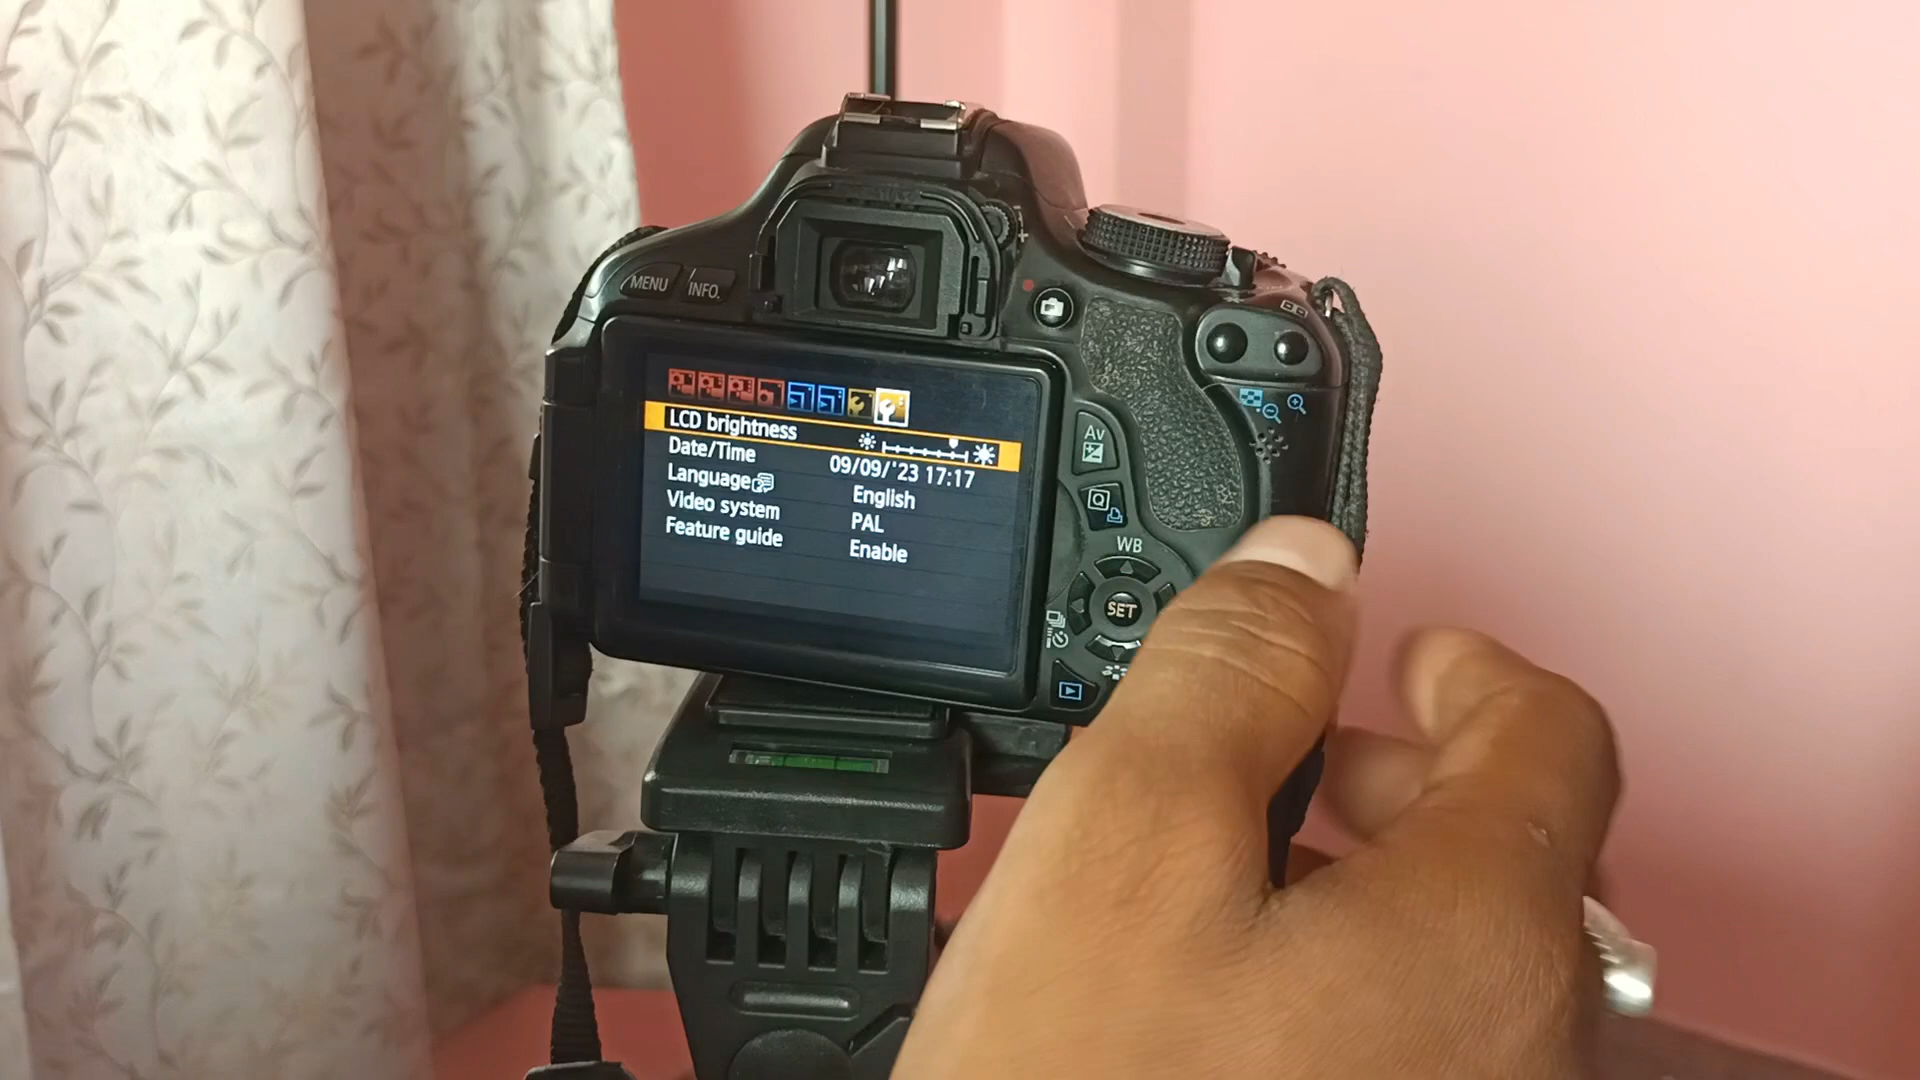 MENU
INFO.
LCD brightness
Date/Time 09/09/'23 17:17
Language English
Video system PAL
Feature guide Enable
Av
Q
WB
SET